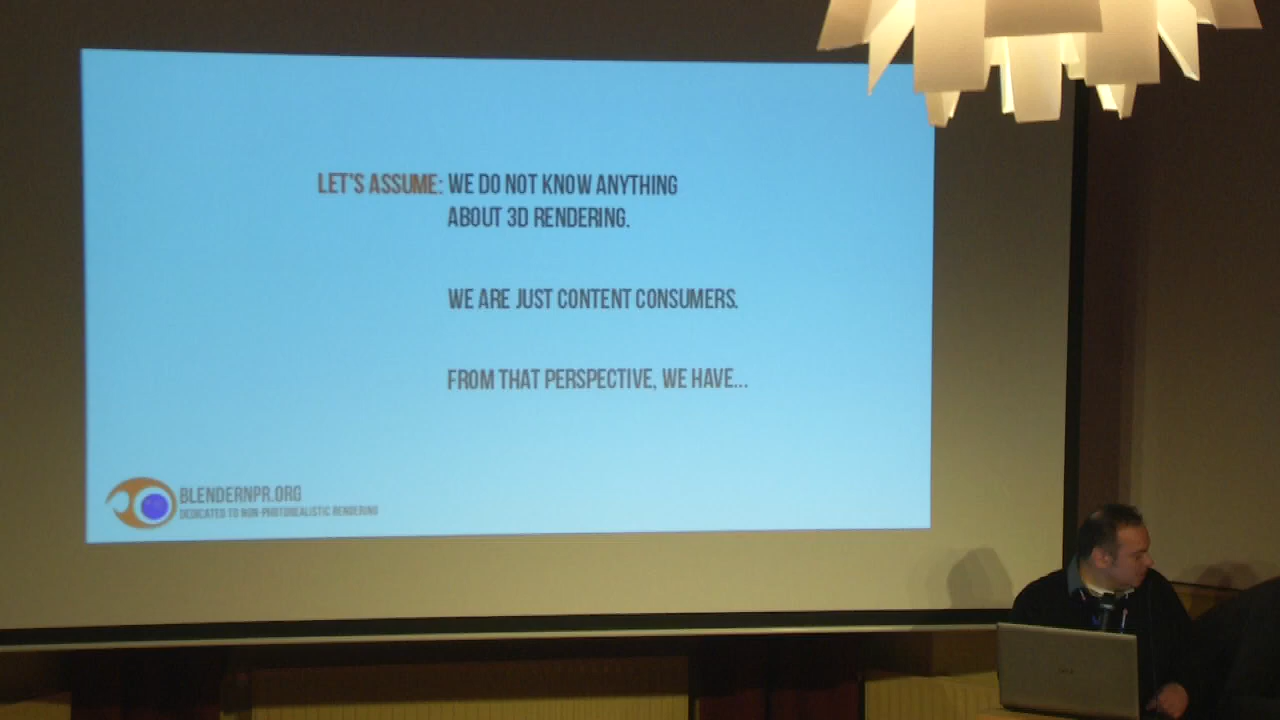 LET'S ASSUME: WE DO NOT KNOW ANYTHING
ABOUT 3D RENDERING.
WE ARE JUST CONTENT CONSUMERS.
FROM THAT PERSPECTIVE, WE HAVE...
BLENDERNPR.ORG
DEDICATED TO NON-PHOTOREALISTIC RENDERING